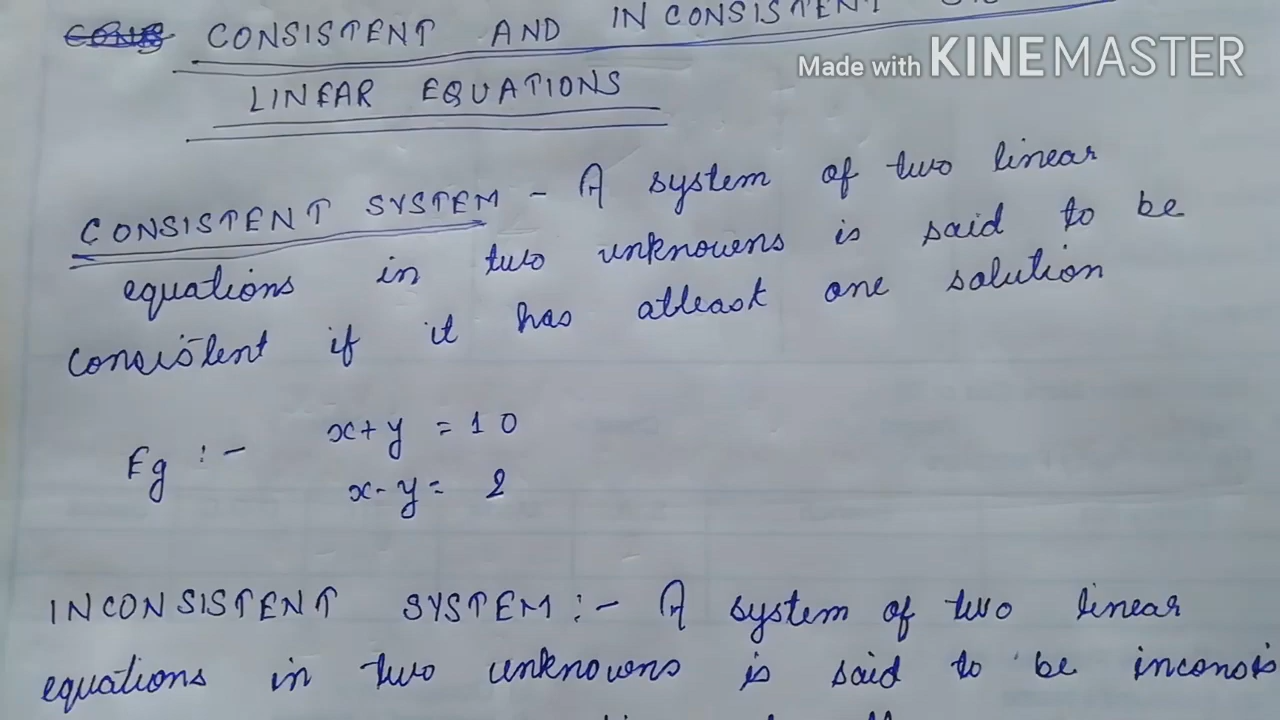 CONSISTENT AND INCONSISTENT
Made with KINEMASTER
LINEAR EQUATIONS
CONSISTENT SYSTEM - A system of two linear
equations in two unknowens is said to be
consistent if it has atleast one solution
Eg :- x+y = 10
x-y = 2
INCONSISTENT SYSTEM :- A system of two linear
equations in two unknowns is said to be inconsis